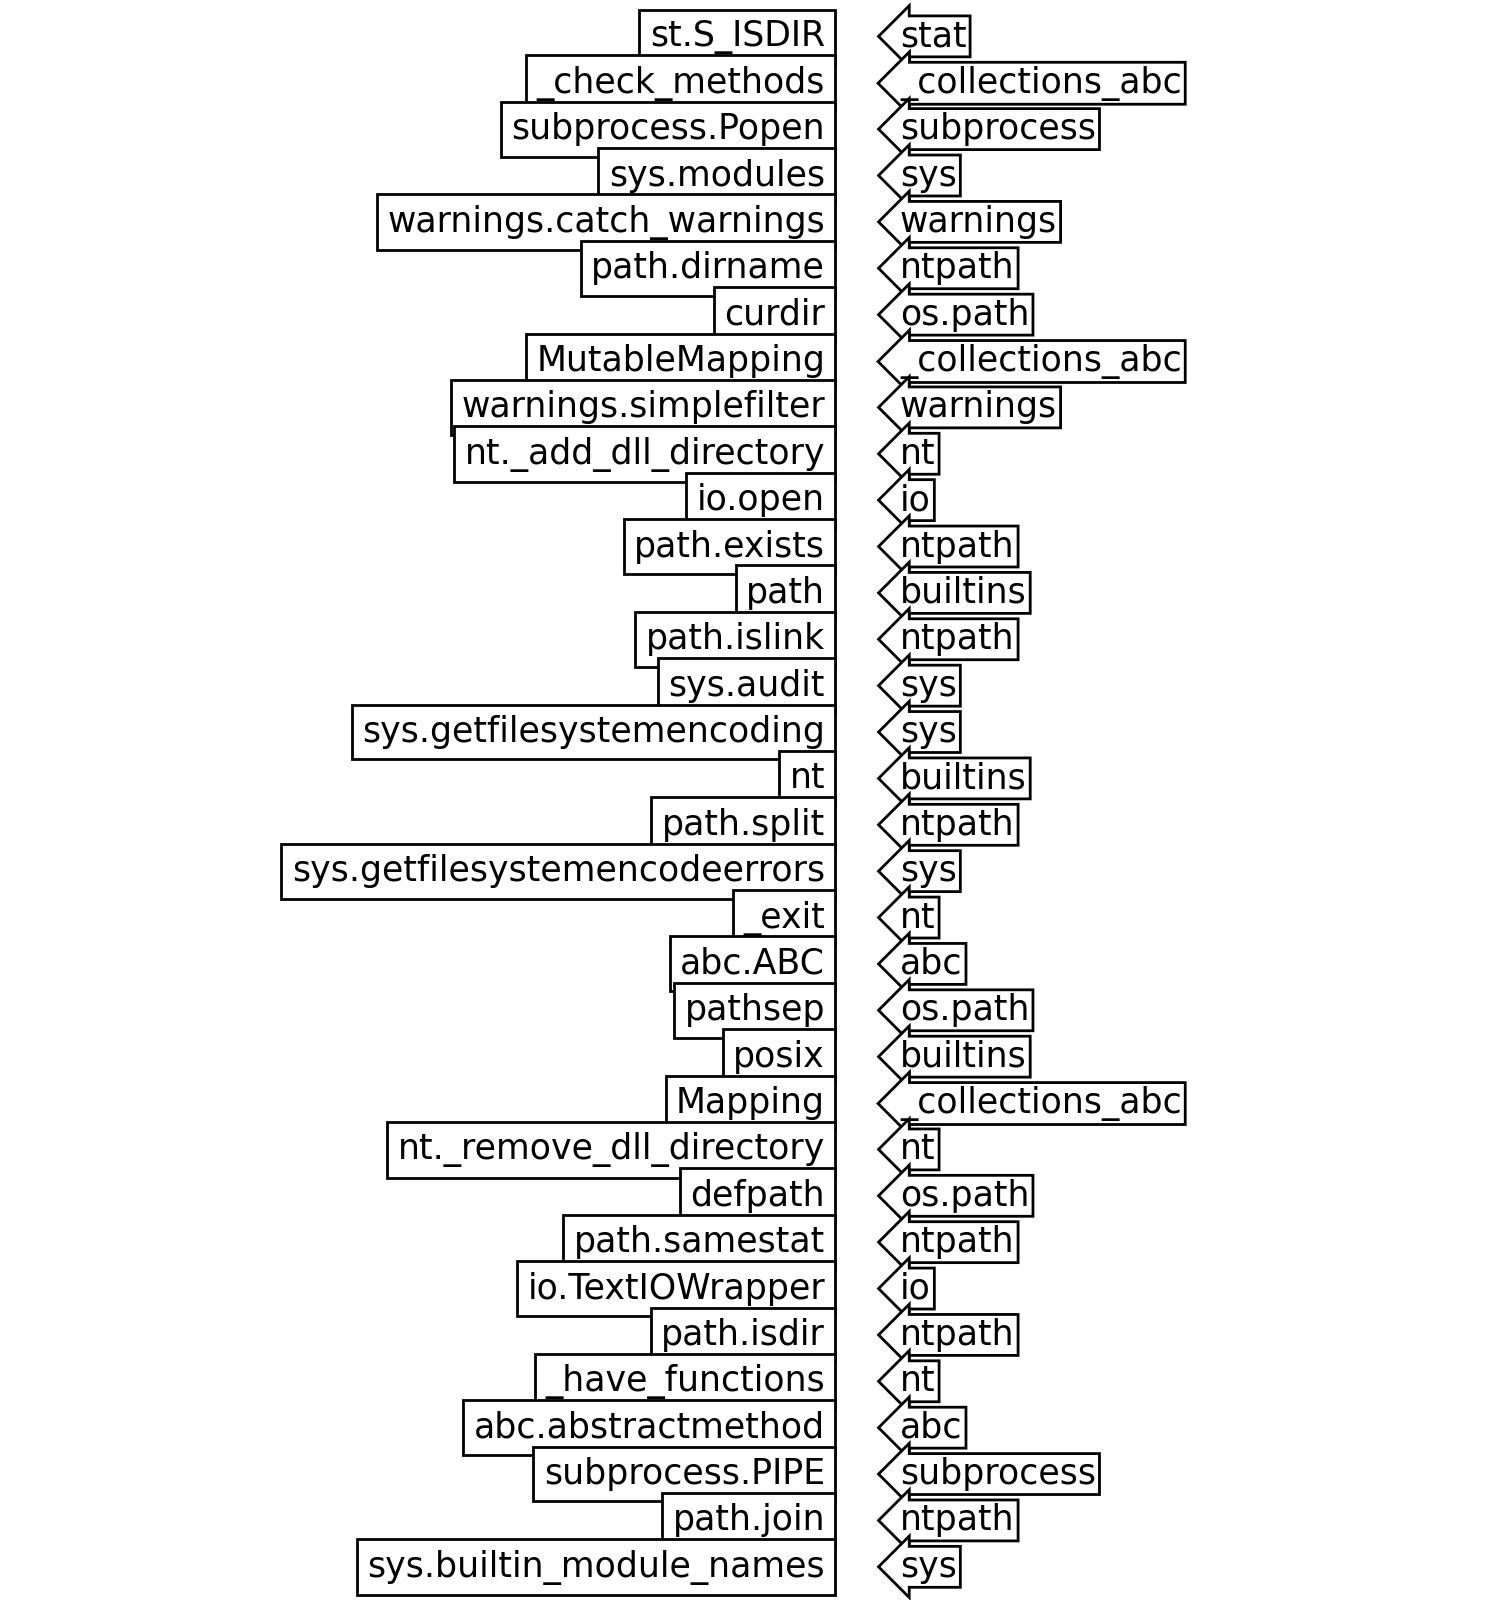 st.S_ISDIR stat
_check_methods _collections_abc
subprocess.Popen subprocess
sys.modules sys
warnings.catch_warnings warnings
path.dirname ntpath
curdir os.path
MutableMapping _collections_abc
warnings.simplefilter warnings
nt._add_dll_directory nt
io.open io
path.exists ntpath
path builtins
path.islink ntpath
sys.audit sys
sys.getfilesystemencoding sys
nt builtins
path.split ntpath
sys.getfilesystemencodeerrors sys
_exit nt
abc.ABC abc
pathsep os.path
posix builtins
Mapping _collections_abc
nt._remove_dll_directory nt
defpath os.path
path.samestat ntpath
io.TextIOWrapper io
path.isdir ntpath
_have_functions nt
abc.abstractmethod abc
subprocess.PIPE subprocess
path.join ntpath
sys.builtin_module_names sys